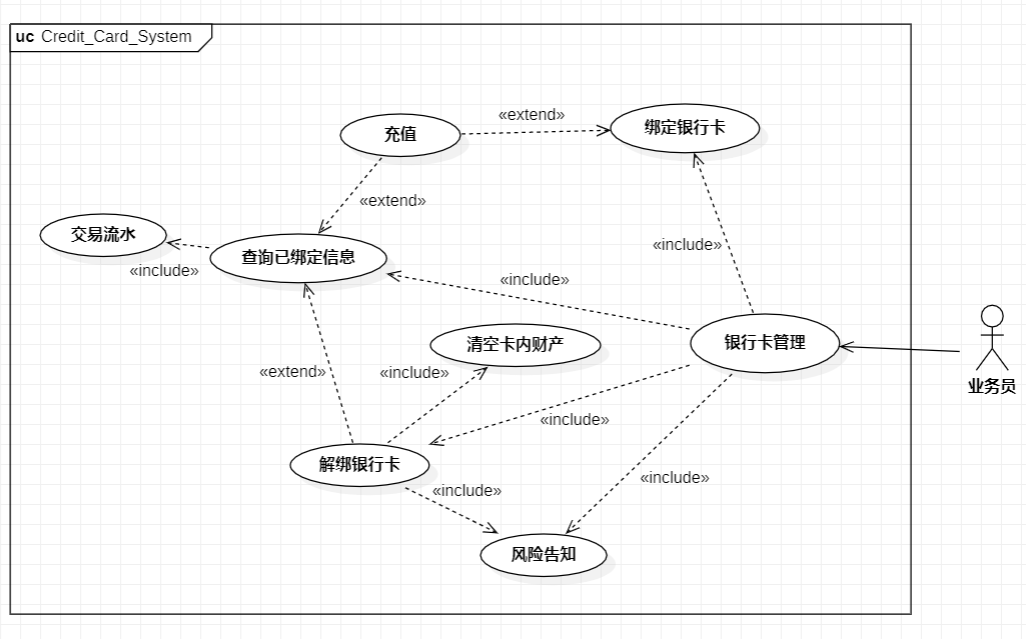 uc Credit_Card_System
«extend»
充值
绑定银行卡
«extend»
交易流水
«include»
查询已绑定信息
«include»
«include»
清空卡内财产
银行卡管理
«extend»
«include»
业务员
«include»
解绑银行卡
«include»
«include»
风险告知